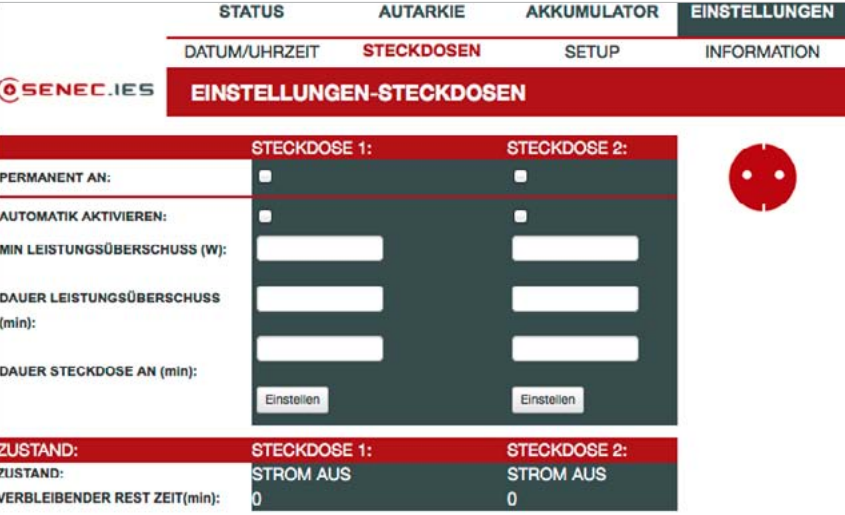 STATUS AUTARKIE AKKUMULATOR EINSTELLUNGEN
DATUM/UHRZEIT STECKDOSEN SETUP INFORMATION
SENEC.IES EINSTELLUNGEN-STECKDOSEN
STECKDOSE 1: STECKDOSE 2:
PERMANENT AN:
AUTOMATIK AKTIVIEREN:
MIN LEISTUNGSÜBERSCHUSS (W):
DAUER LEISTUNGSÜBERSCHUSS
(min):
DAUER STECKDOSE AN (min):
Einstellen Einstellen
ZUSTAND: STECKDOSE 1: STECKDOSE 2:
ZUSTAND: STROM AUS STROM AUS
VERBLEIBENDER REST ZEIT(min): 0 0